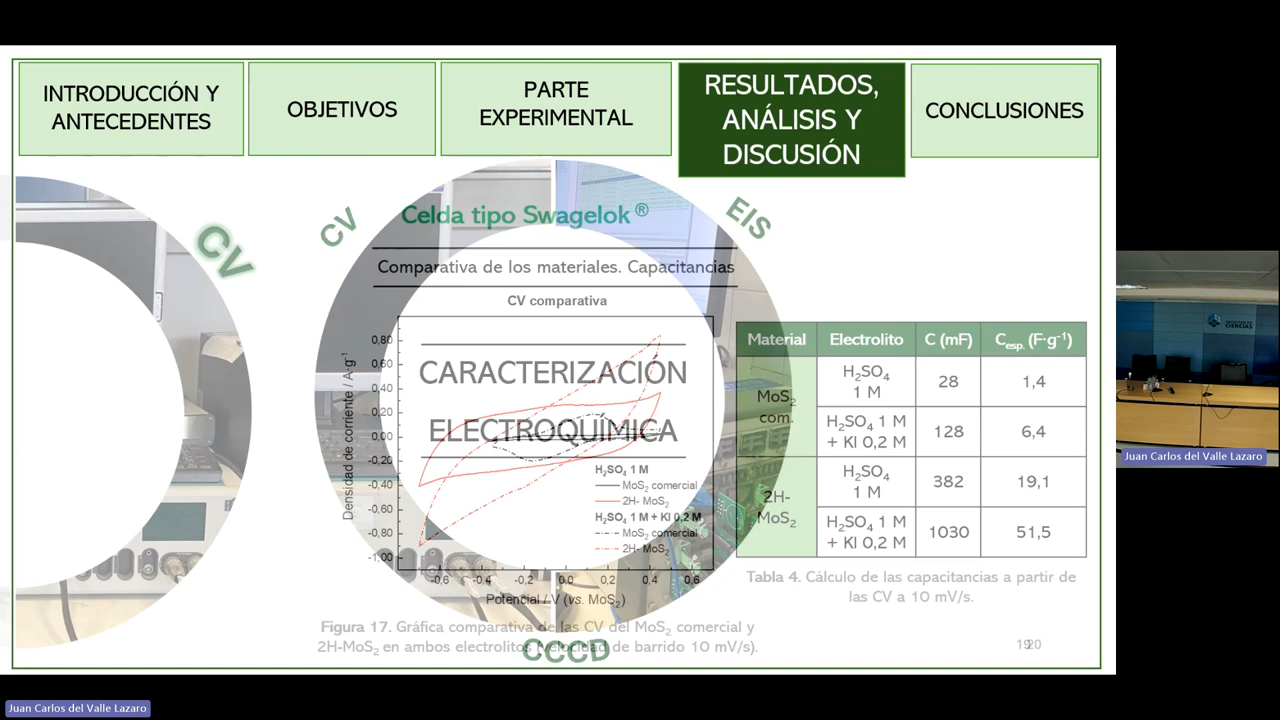 INTRODUCCIÓN Y
ANTECEDENTES
OBJETIVOS
PARTE
EXPERIMENTAL
RESULTADOS,
ANÁLISIS Y
DISCUSIÓN
CONCLUSIONES
CV
CV
Celda tipo Swagelok®
EIS
Comparativa de los materiales. Capacitancias
CV comparativa
CARACTERIZACIÓN
ELECTROQUÍMICA
Densidad de corriente / A·g⁻¹
0,80
0,60
0,40
0,20
0,00
-0,20
-0,40
-0,60
-0,80
-1,00
H₂SO₄ 1 M
MoS₂ comercial
2H- MoS₂
H₂SO₄ 1 M + KI 0,2 M
MoS₂ comercial
2H- MoS₂
-0,6 -0,4 -0,2 0,0 0,2 0,4 0,6
Potencial / V (vs. MoS₂)
Figura 17. Gráfica comparativa de las CV del MoS₂ comercial y
2H-MoS₂ en ambos electrolitos (velocidad de barrido 10 mV/s).
CCCD
Material Electrolito C (mF) Cesp. (F·g⁻¹)
MoS₂ com. H₂SO₄ 1 M 28 1,4
H₂SO₄ 1 M + KI 0,2 M 128 6,4
2H-MoS₂ H₂SO₄ 1 M 382 19,1
H₂SO₄ 1 M + KI 0,2 M 1030 51,5
Tabla 4. Cálculo de las capacitancias a partir de
las CV a 10 mV/s.
FACULTAD DE
CIENCIAS
Juan Carlos del Valle Lazaro
Juan Carlos del Valle Lazaro